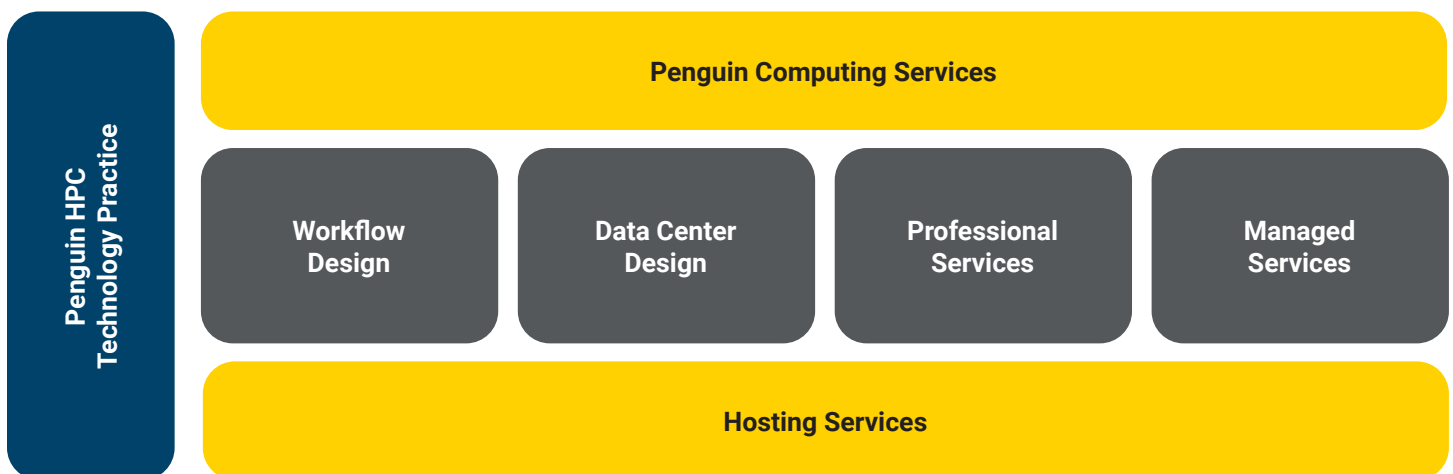 Penguin HPC
Technology Practice
Penguin Computing Services
Workflow
Design
Data Center
Design
Professional
Services
Managed
Services
Hosting Services